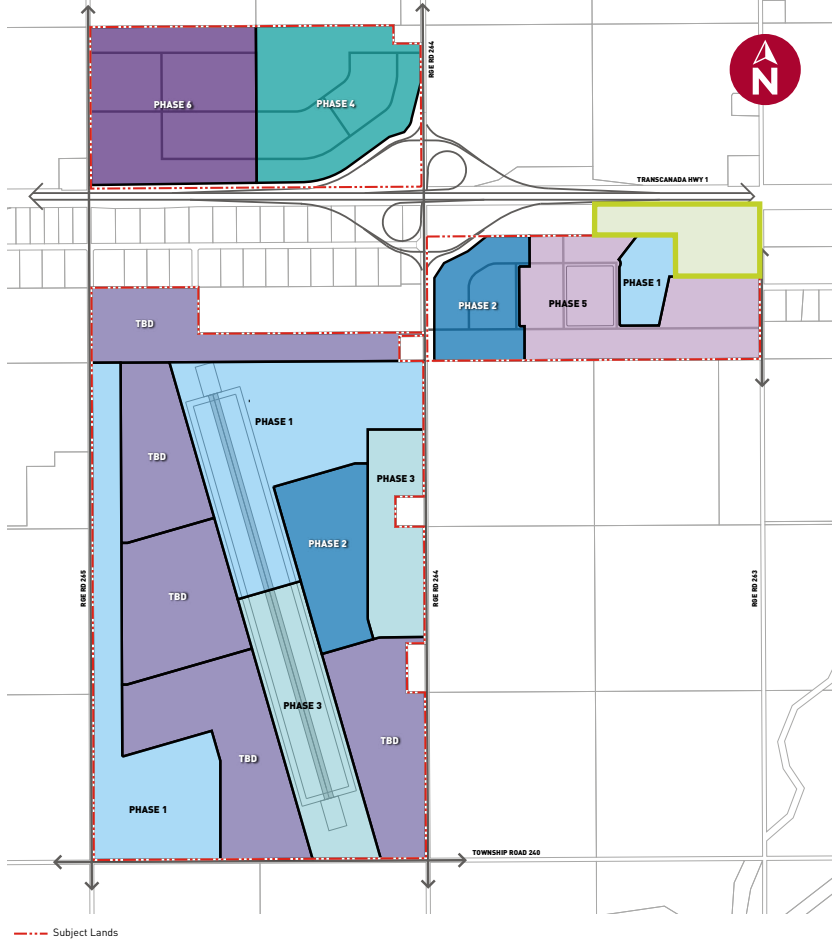 RGE RD 264
N
PHASE 6
PHASE 4
TRANSCANADA HWY 1
PHASE 1
PHASE 2
PHASE 5
TBD
PHASE 1
TBD
PHASE 3
PHASE 2
RGE RD 265
RGE RD 264
RGE RD 263
TBD
PHASE 3
TBD
TBD
PHASE 1
TOWNSHIP ROAD 240
Subject Lands